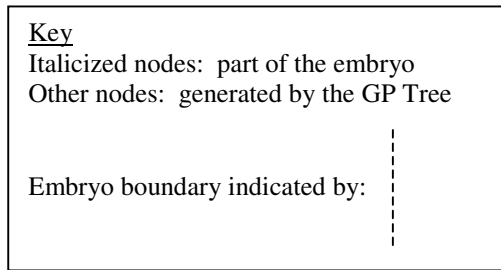 Key
Italicized nodes: part of the embryo
Other nodes: generated by the GP Tree
Embryo boundary indicated by: